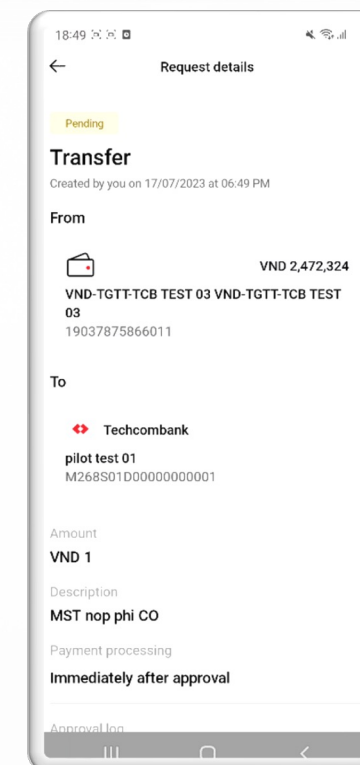 18:49
Request details
Pending
Transfer
Created by you on 17/07/2023 at 06:49 PM
From
VND 2,472,324
VND-TGTT-TCB TEST 03 VND-TGTT-TCB TEST
03
19037875866011
To
Techcombank
pilot test 01
M268S01D00000000001
Amount
VND 1
Description
MST nop phi CO
Payment processing
Immediately after approval
Approval log